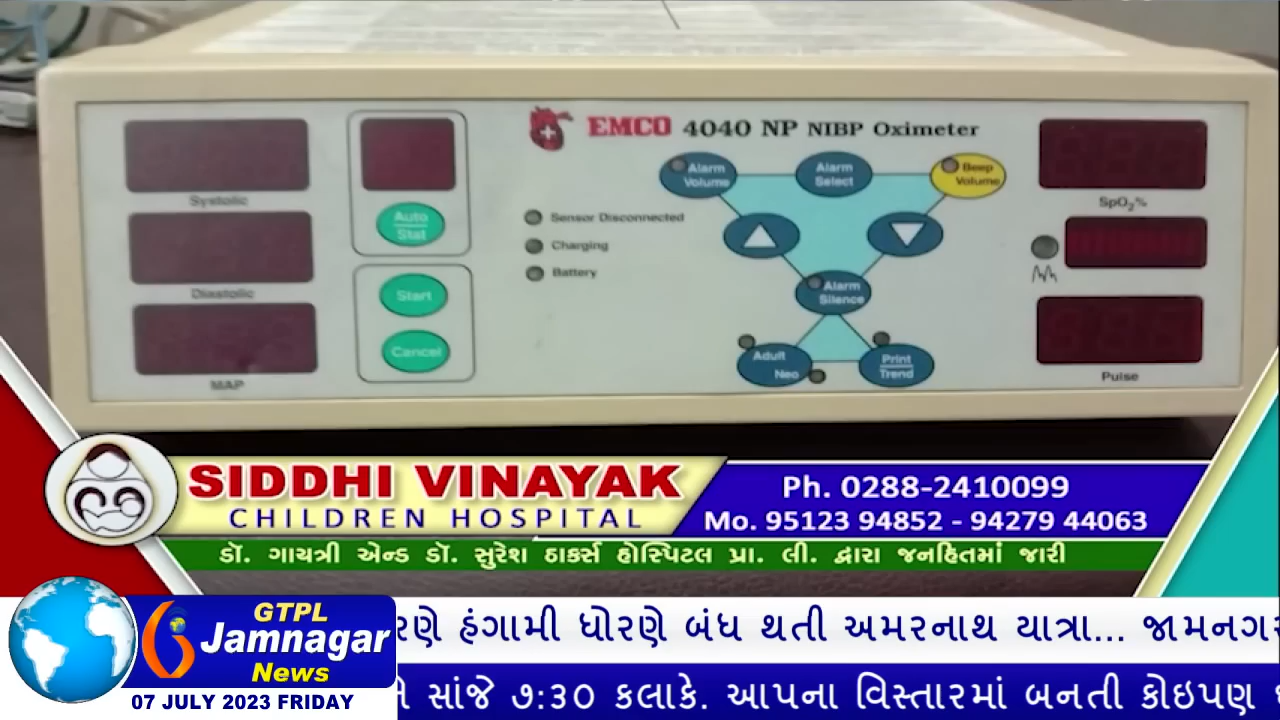 EMCO 4040 NP NIBP Oximeter
Alarm Volume
Alarm Select
Beep Volume
Systolic
Auto
Stat
SpO2%
Sensor Disconnected
Charging
Battery
Diastolic
Start
Alarm Silence
Cancel
Adult
Neo
Print
Trend
MAP
Pulse
SIDDHI VINAYAK
CHILDREN HOSPITAL
Ph. 0288-2410099
Mo. 95123 94852 - 94279 44063
ડૉ. ગાયત્રી એન્ડ ડૉ. સુરેશ ઠાકર્સ હોસ્પિટલ પ્રા. લી. દ્વારા જનહિતમાં જારી
GTPL
Jamnagar
News
07 JULY 2023 FRIDAY
રણે હંગામી ધોરણે બંધ થતી અમરનાથ યાત્રા... જામનગર
સાંજે ૭:૩૦ કલાકે. આપના વિસ્તારમાં બનતી કોઇપણ